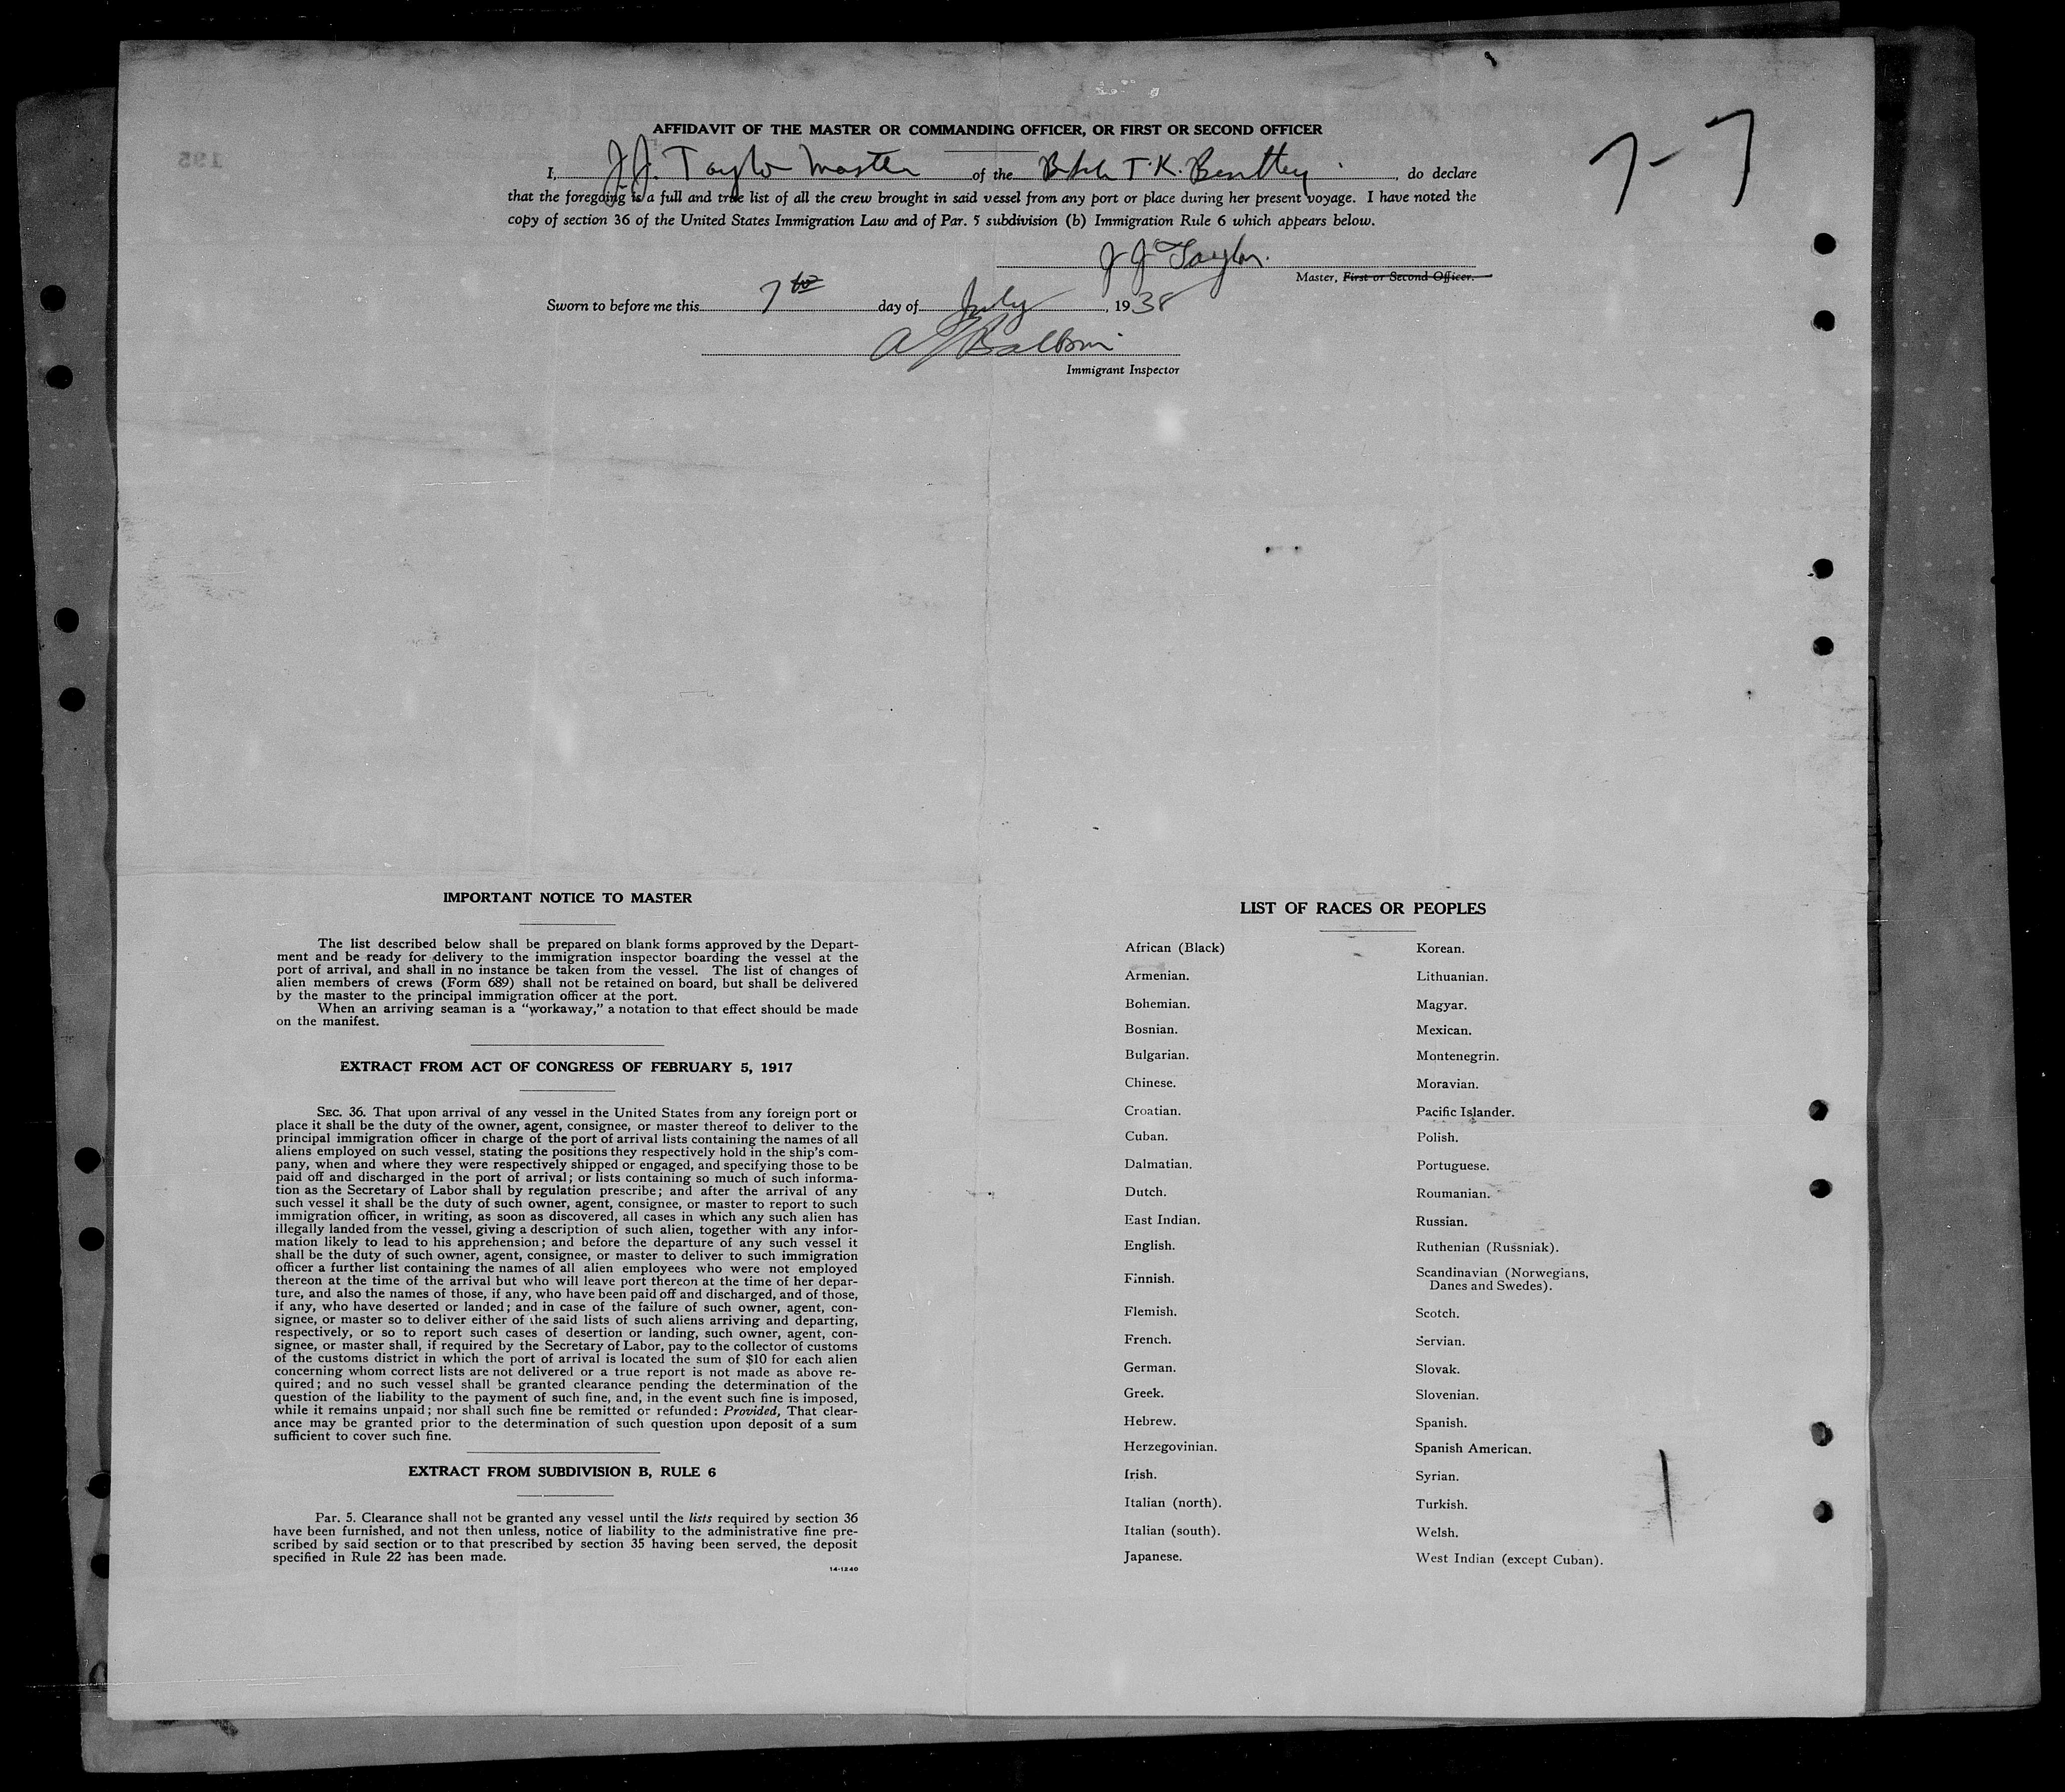 AFFIDAVIT OF THE MASTER OR COMMANDING OFFICER, OR FIRST OR SECOND OFFICER
7-7
I, J.J. Taylor Master of the T.K. Bentley, do declare
that the foregoing is a full and true list of all the crew brought in said vessel from any port or place during her present voyage. I have noted the
copy of section 36 of the United States Immigration Law and of Par. 5 subdivision (b) Immigration Rule 6 which appears below.
J J Taylor.
Master, First or Second Officer.
Sworn to before me this 7th day of July, 1938
Immigrant Inspector
IMPORTANT NOTICE TO MASTER
The list described below shall be prepared on blank forms approved by the Depart-
ment and be ready for delivery to the immigration inspector boarding the vessel at the
port of arrival, and shall in no instance be taken from the vessel. The list of changes of
alien members of crews (Form 689) shall not be retained on board, but shall be delivered
by the master to the principal immigration officer at the port.
When an arriving seaman is a "workaway," a notation to that effect should be made
on the manifest.
EXTRACT FROM ACT OF CONGRESS OF FEBRUARY 5, 1917
SEC. 36. That upon arrival of any vessel in the United States from any foreign port or
place it shall be the duty of the owner, agent, consignee, or master thereof to deliver to the
principal immigration officer in charge of the port of arrival lists containing the names of all
aliens employed on such vessel, stating the positions they respectively hold in the ship's com-
pany, when and where they were respectively shipped or engaged, and specifying those to be
paid off and discharged in the port of arrival; or lists containing so much of such informa-
tion as the Secretary of Labor shall by regulation prescribe; and after the arrival of any
such vessel it shall be the duty of such owner, agent, consignee, or master to report to such
immigration officer, in writing, as soon as discovered, all cases in which any such alien has
illegally landed from the vessel, giving a description of such alien, together with any infor-
mation likely to lead to his apprehension; and before the departure of any such vessel it
shall be the duty of such owner, agent, consignee, or master to deliver to such immigration
officer a further list containing the names of all alien employees who were not employed
thereon at the time of the arrival but who will leave port thereon at the time of her depar-
ture, and also the names of those, if any, who have been paid off and discharged, and of those,
if any, who have deserted or landed; and in case of the failure of such owner, agent, con-
signee, or master so to deliver either of the said lists of such aliens arriving and departing,
respectively, or so to report such cases of desertion or landing, such owner, agent, con-
signee, or master shall, if required by the Secretary of Labor, pay to the collector of customs
of the customs district in which the port of arrival is located the sum of $10 for each alien
concerning whom correct lists are not delivered or a true report is not made as above re-
quired; and no such vessel shall be granted clearance pending the determination of the
question of the liability to the payment of such fine, and, in the event such fine is imposed,
while it remains unpaid; nor shall such fine be remitted or refunded: Provided, That clear-
ance may be granted prior to the determination of such question upon deposit of a sum
sufficient to cover such fine.
EXTRACT FROM SUBDIVISION B, RULE 6
Par. 5. Clearance shall not be granted any vessel until the lists required by section 36
have been furnished, and not then unless, notice of liability to the administrative fine pre-
scribed by said section or to that prescribed by section 35 having been served, the deposit
specified in Rule 22 has been made.
14-1240
LIST OF RACES OR PEOPLES
African (Black)
Armenian.
Bohemian.
Bosnian.
Bulgarian.
Chinese.
Croatian.
Cuban.
Dalmatian.
Dutch.
East Indian.
English.
Finnish.
Flemish.
French.
German.
Greek.
Hebrew.
Herzegovinian.
Irish.
Italian (north).
Italian (south).
Japanese.
Korean.
Lithuanian.
Magyar.
Mexican.
Montenegrin.
Moravian.
Pacific Islander.
Polish.
Portuguese.
Roumanian.
Russian.
Ruthenian (Russniak).
Scandinavian (Norwegians,
Danes and Swedes).
Scotch.
Servian.
Slovak.
Slovenian.
Spanish.
Spanish American.
Syrian.
Turkish.
Welsh.
West Indian (except Cuban).